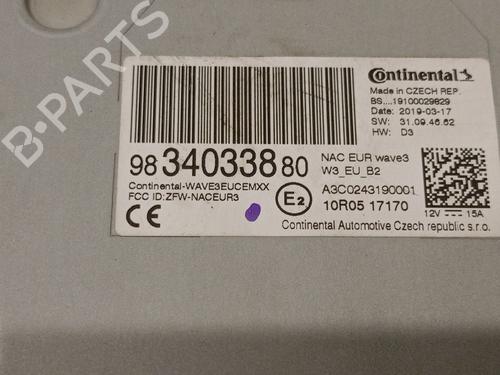 Continental
Made in CZECH REP.
BS....19100029829
Date: 2019-03-17
SW: 31.09.46.62
HW: D3
98 340338 80
NAC EUR wave3
W3_EU_B2
Continental-WAVE3EUCEMXX
FCC ID:ZFW-NACEUR3
A3C0243190001
CE
E2
10R05 17170
12V 15A
Continental Automotive Czech republic s.r.o.
B-PARTS